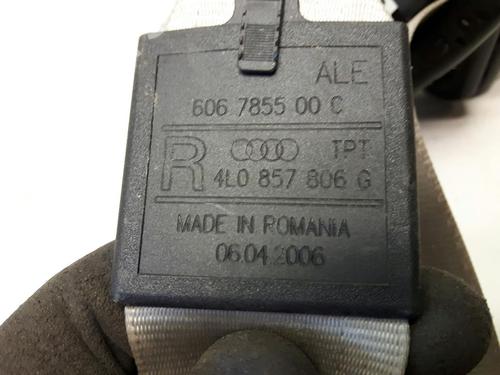 ALE
606 7855 00 C
R TPT
4L0 857 806 G
MADE IN ROMANIA
06.04.2006